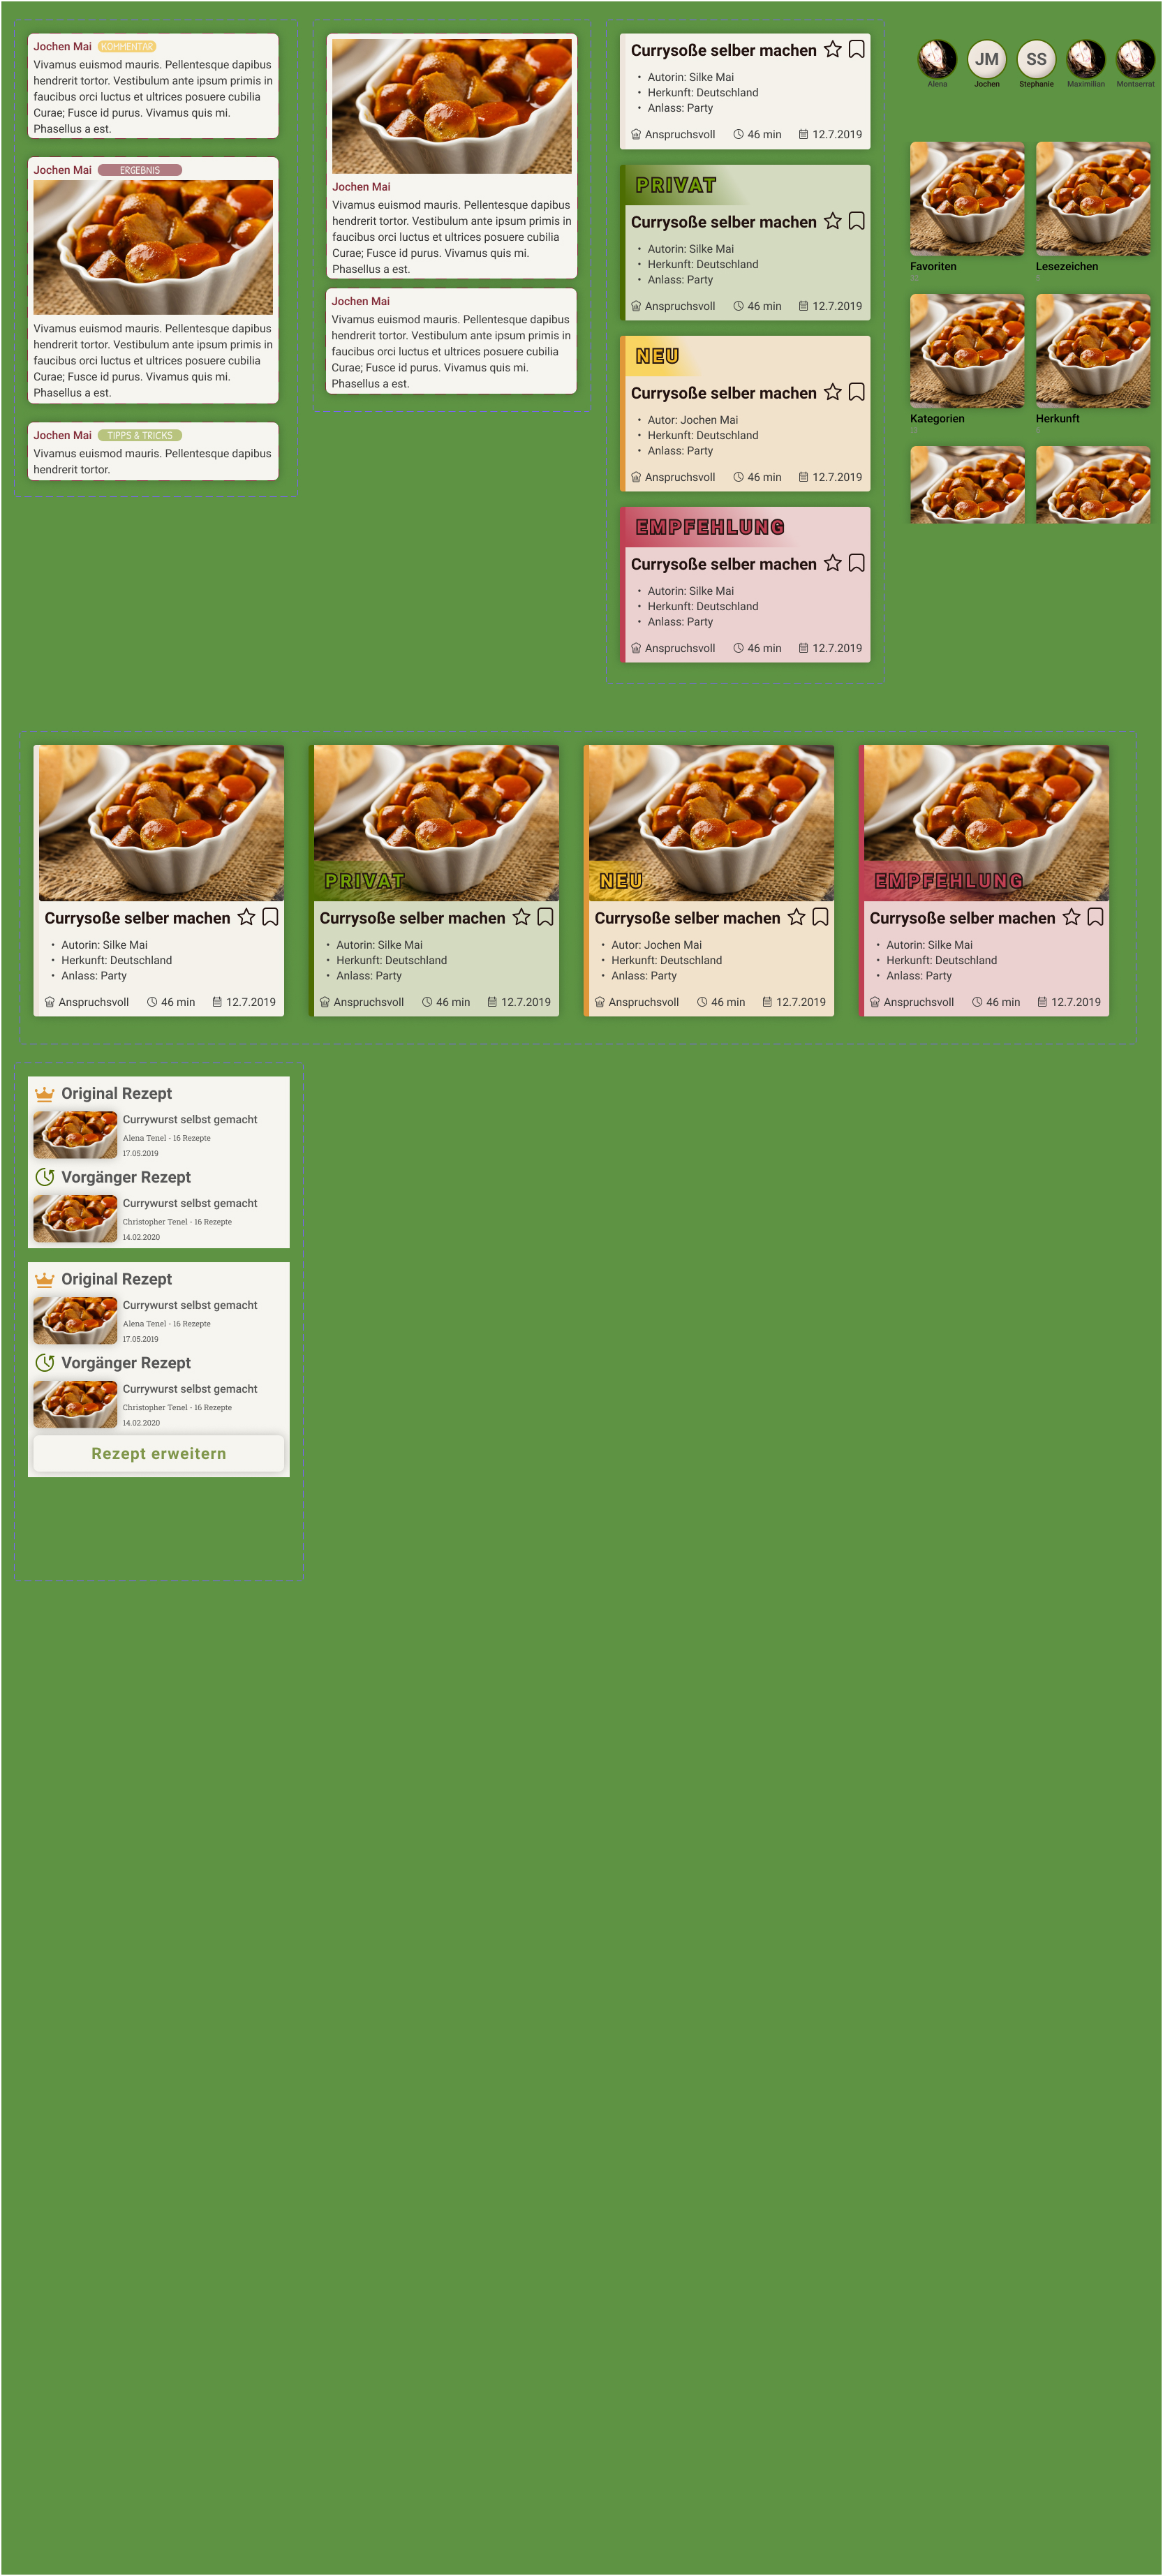 Jochen Mai KOMMENTAR
Vivamus euismod mauris. Pellentesque dapibus
hendrerit tortor. Vestibulum ante ipsum primis in
faucibus orci luctus et ultrices posuere cubilia
Curae; Fusce id purus. Vivamus quis mi.
Phasellus a est.
Jochen Mai ERGEBNIS
Vivamus euismod mauris. Pellentesque dapibus
hendrerit tortor. Vestibulum ante ipsum primis in
faucibus orci luctus et ultrices posuere cubilia
Curae; Fusce id purus. Vivamus quis mi.
Phasellus a est.
Jochen Mai TIPPS & TRICKS
Vivamus euismod mauris. Pellentesque dapibus
hendrerit tortor.
Jochen Mai
Vivamus euismod mauris. Pellentesque dapibus
hendrerit tortor. Vestibulum ante ipsum primis in
faucibus orci luctus et ultrices posuere cubilia
Curae; Fusce id purus. Vivamus quis mi.
Phasellus a est.
Jochen Mai
Vivamus euismod mauris. Pellentesque dapibus
hendrerit tortor. Vestibulum ante ipsum primis in
faucibus orci luctus et ultrices posuere cubilia
Curae; Fusce id purus. Vivamus quis mi.
Phasellus a est.
Currysoße selber machen
• Autorin: Silke Mai
• Herkunft: Deutschland
• Anlass: Party
Anspruchsvoll 46 min 12.7.2019
PRIVAT
Currysoße selber machen
• Autorin: Silke Mai
• Herkunft: Deutschland
• Anlass: Party
Anspruchsvoll 46 min 12.7.2019
NEU
Currysoße selber machen
• Autor: Jochen Mai
• Herkunft: Deutschland
• Anlass: Party
Anspruchsvoll 46 min 12.7.2019
EMPFEHLUNG
Currysoße selber machen
• Autorin: Silke Mai
• Herkunft: Deutschland
• Anlass: Party
Anspruchsvoll 46 min 12.7.2019
JM SS
Alena Jochen Stephanie Maximilian Montserrat
Favoriten Lesezeichen
Kategorien Herkunft
Currysoße selber machen
• Autorin: Silke Mai
• Herkunft: Deutschland
• Anlass: Party
Anspruchsvoll 46 min 12.7.2019
PRIVAT
Currysoße selber machen
• Autorin: Silke Mai
• Herkunft: Deutschland
• Anlass: Party
Anspruchsvoll 46 min 12.7.2019
NEU
Currysoße selber machen
• Autor: Jochen Mai
• Herkunft: Deutschland
• Anlass: Party
Anspruchsvoll 46 min 12.7.2019
EMPFEHLUNG
Currysoße selber machen
• Autorin: Silke Mai
• Herkunft: Deutschland
• Anlass: Party
Anspruchsvoll 46 min 12.7.2019
Original Rezept
Currywurst selbst gemacht
Alena Tenel - 16 Rezepte
17.05.2019
Vorgänger Rezept
Currywurst selbst gemacht
Christopher Tenel - 16 Rezepte
14.02.2020
Original Rezept
Currywurst selbst gemacht
Alena Tenel - 16 Rezepte
17.05.2019
Vorgänger Rezept
Currywurst selbst gemacht
Christopher Tenel - 16 Rezepte
14.02.2020
Rezept erweitern